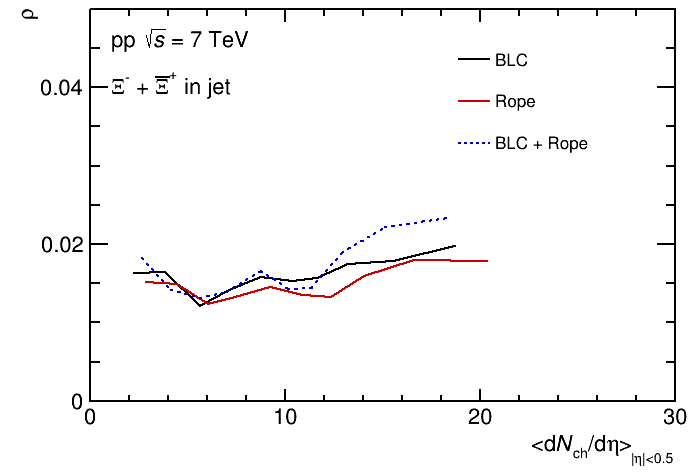 ρ
pp √s = 7 TeV
Ξ⁻ + Ξ̅⁺ in jet
BLC
Rope
BLC + Rope
0.04
0.02
0
0 10 20 30
<dN_ch/dη>_|η|<0.5